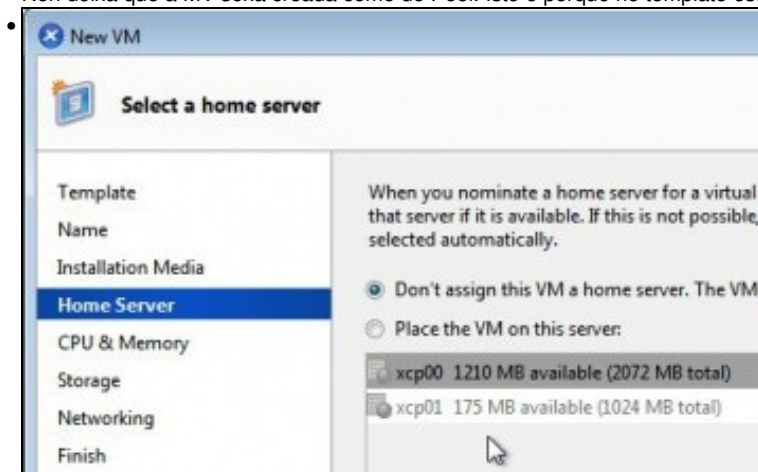 New VM
Select a home server
Template
Name
Installation Media
Home Server
CPU & Memory
Storage
Networking
Finish
When you nominate a home server for a virtual
that server if it is available. If this is not possible,
selected automatically.
Don't assign this VM a home server. The VM
Place the VM on this server:
xcp00 1210 MB available (2072 MB total)
xcp01 175 MB available (1024 MB total)